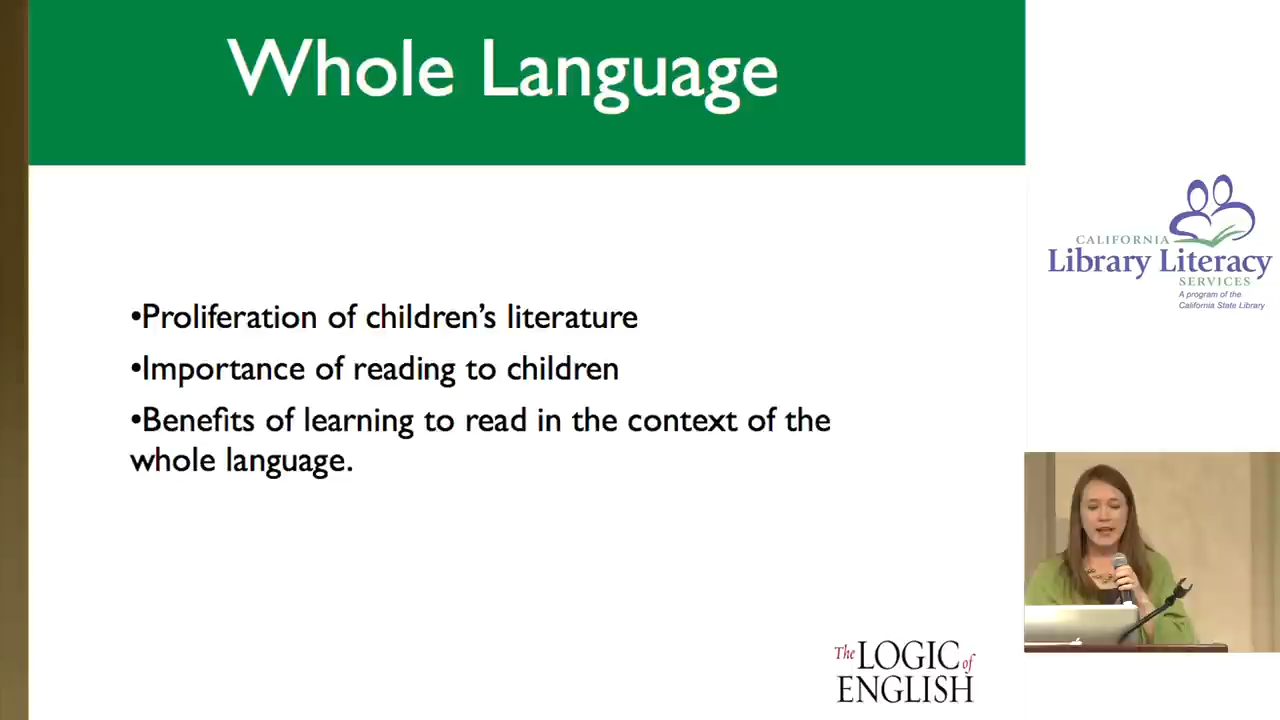 Whole Language
•Proliferation of children’s literature
•Importance of reading to children
•Benefits of learning to read in the context of the
whole language.
CALIFORNIA
Library Literacy
SERVICES
A program of the
California State Library
The LOGIC of
ENGLISH